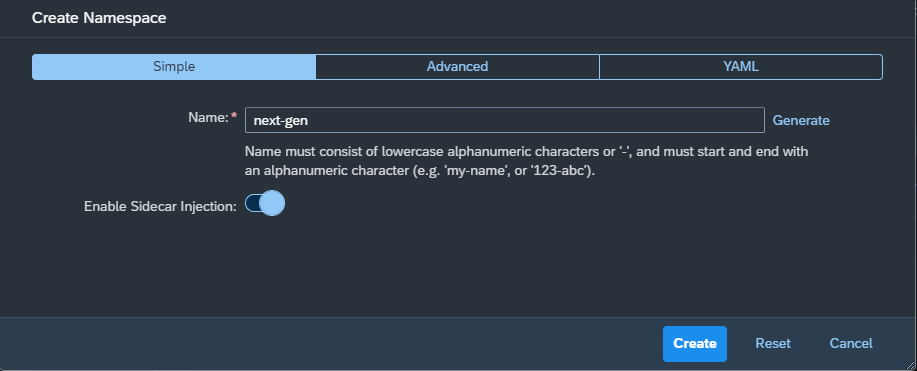 Create Namespace
Simple
Advanced
YAML
Name:*
next-gen
Generate
Name must consist of lowercase alphanumeric characters or '-', and must start and end with
an alphanumeric character (e.g. 'my-name', or '123-abc').
Enable Sidecar Injection:
Create
Reset
Cancel